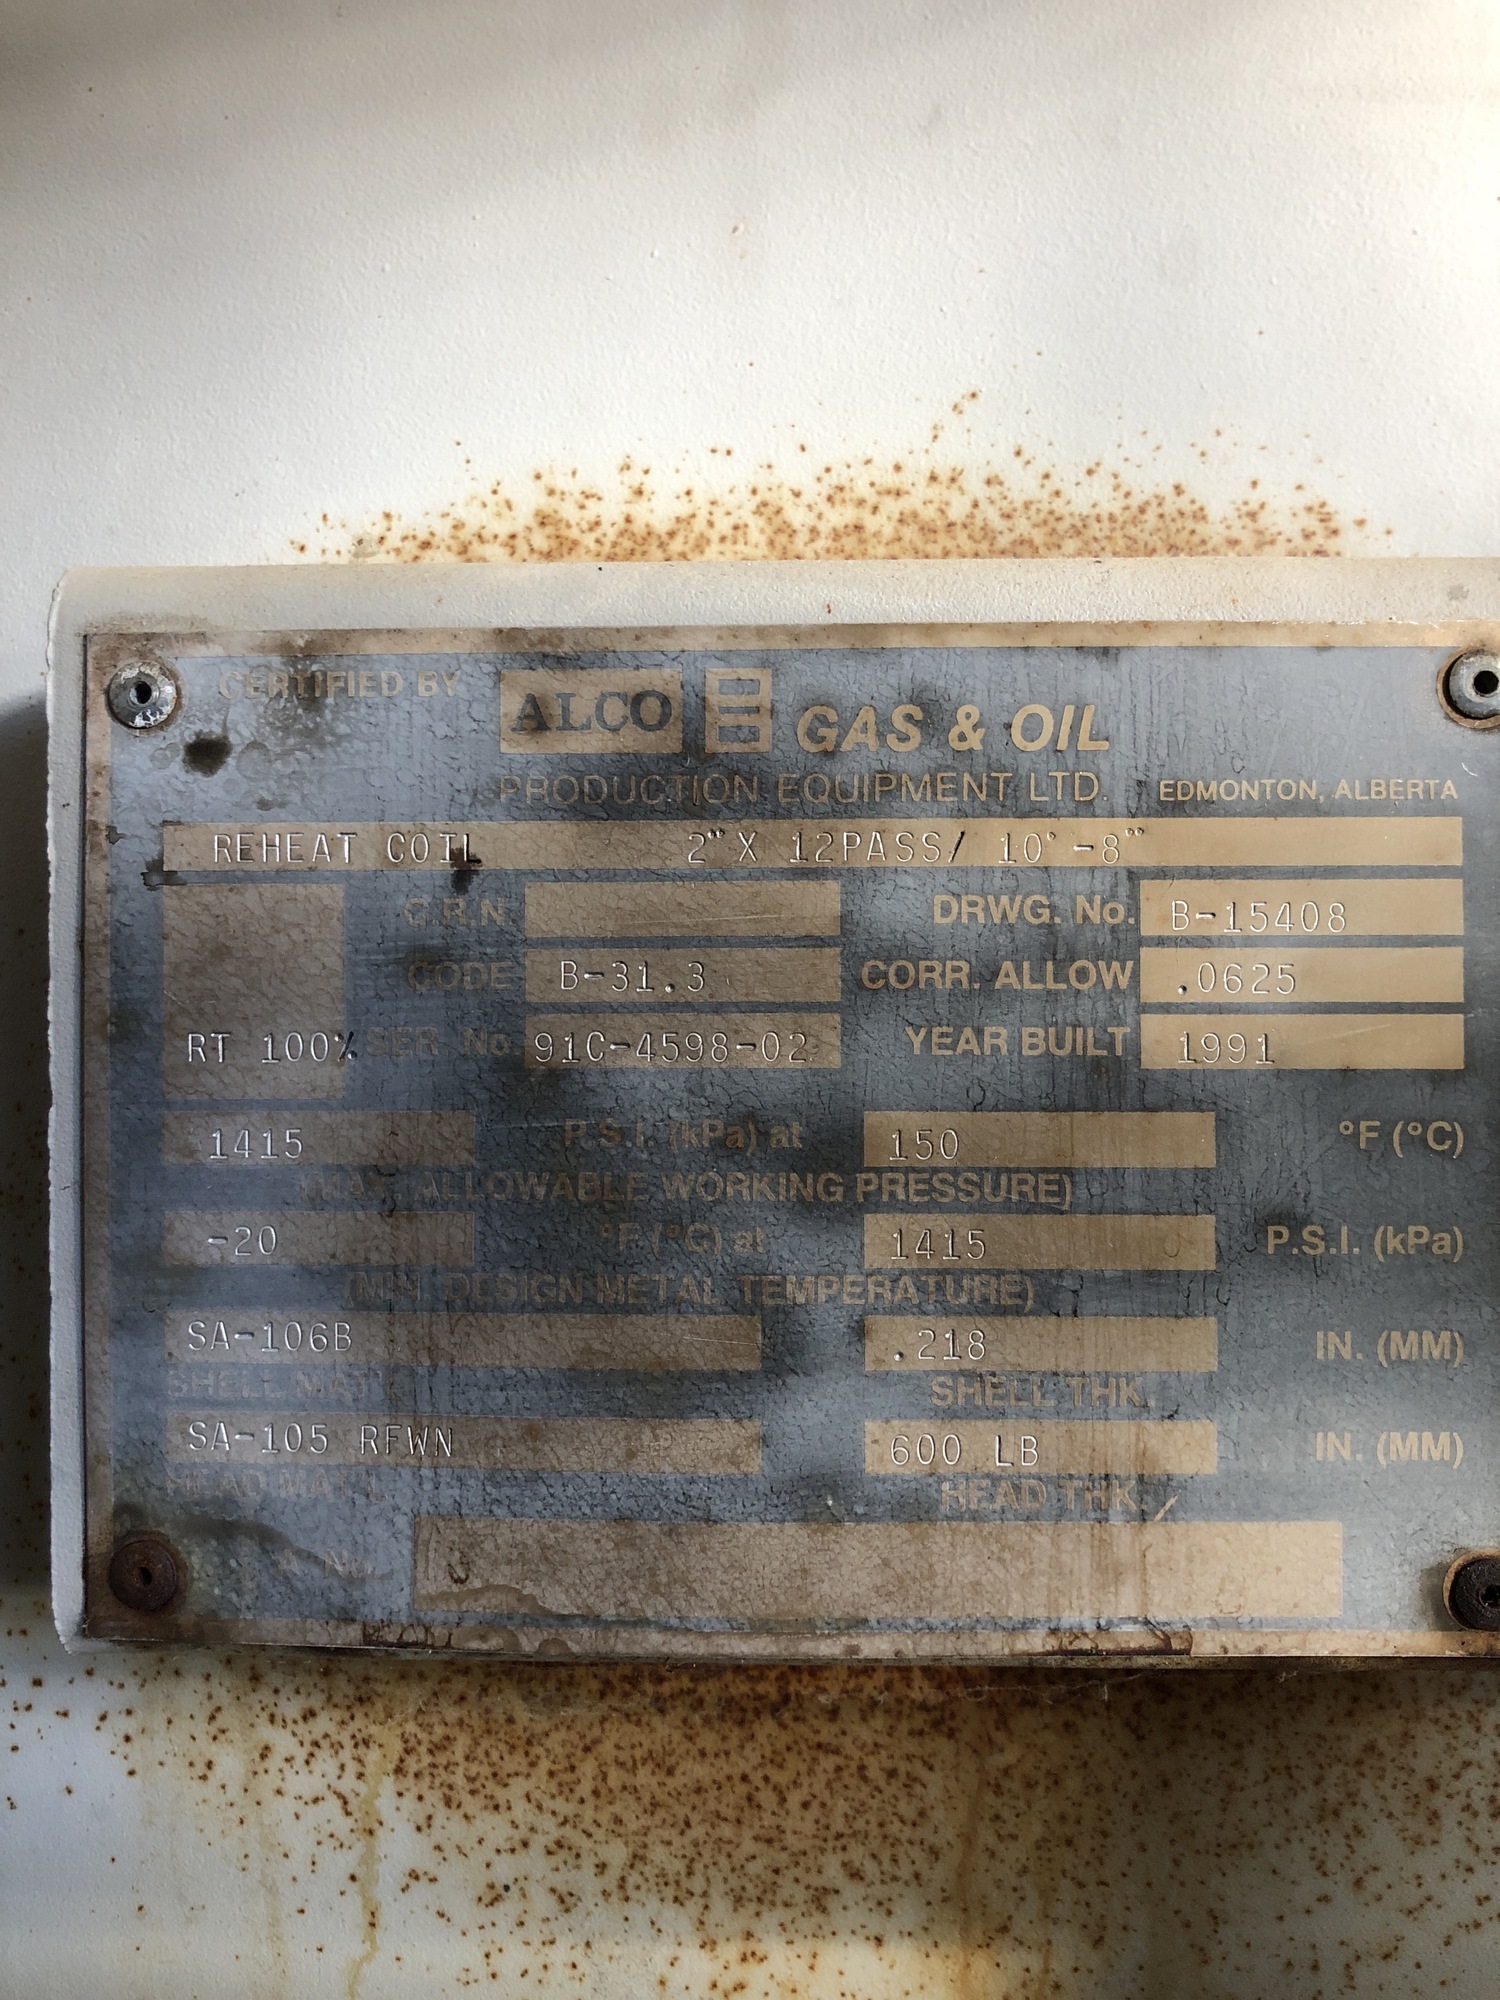 CERTIFIED BY ALCO GAS & OIL
PRODUCTION EQUIPMENT LTD. EDMONTON, ALBERTA
REHEAT COIL 2" X 12PASS/ 10'-8"
C.R.N.
DRWG. No. B-15408
CODE B-31.3 CORR. ALLOW .0625
RT 100% SER. No. 91C-4598-02 YEAR BUILT 1991
1415 P.S.I. (kPa) at 150 °F (°C)
(MAX. ALLOWABLE WORKING PRESSURE)
-20 °F (°C) at 1415 P.S.I. (kPa)
(MIN. DESIGN METAL TEMPERATURE)
SA-106B .218 IN. (MM)
SHELL MAT'L SHELL THK.
SA-105 RFWN 600 LB IN. (MM)
HEAD MAT'L HEAD THK.
A No.